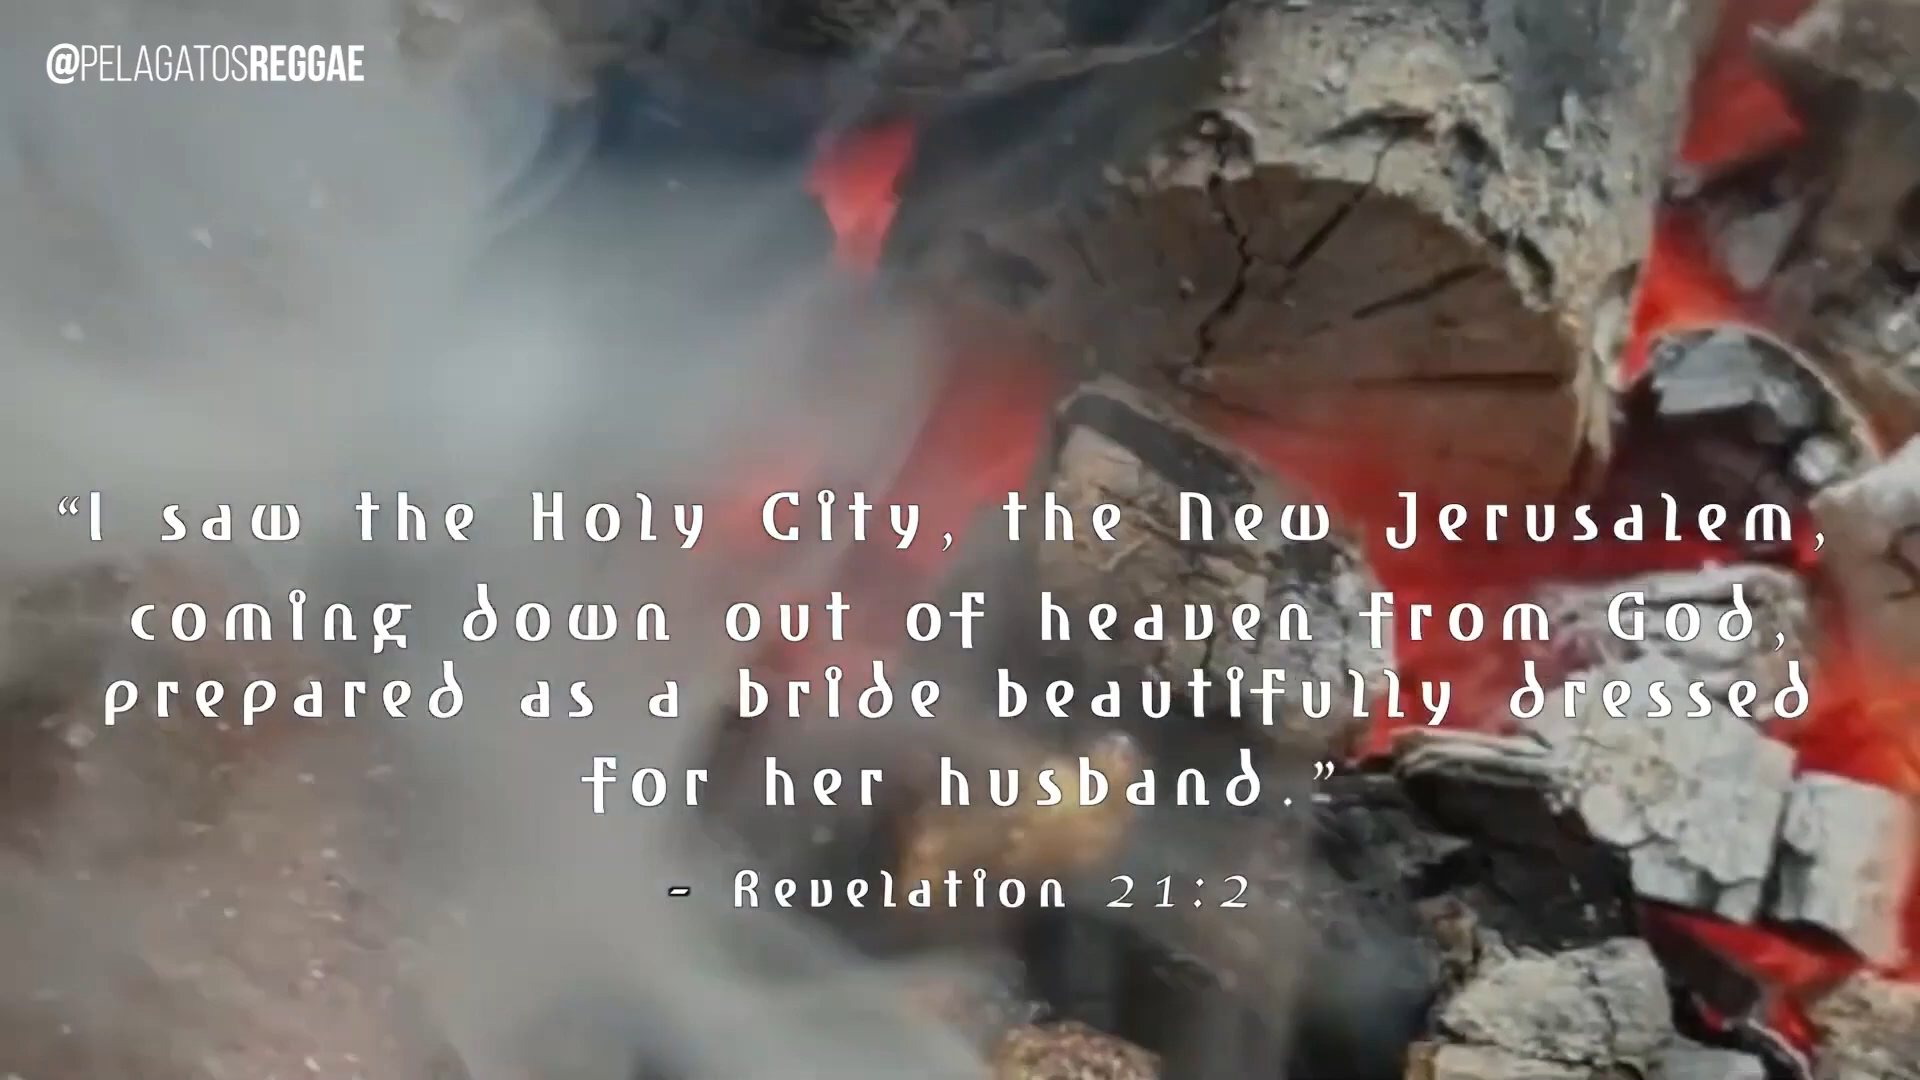 @PELAGATOSREGGAE
“I saw the Holy City, the New Jerusalem,
coming down out of heaven from God,
prepared as a bride beautifully dressed
for her husband.”
- Revelation 21:2